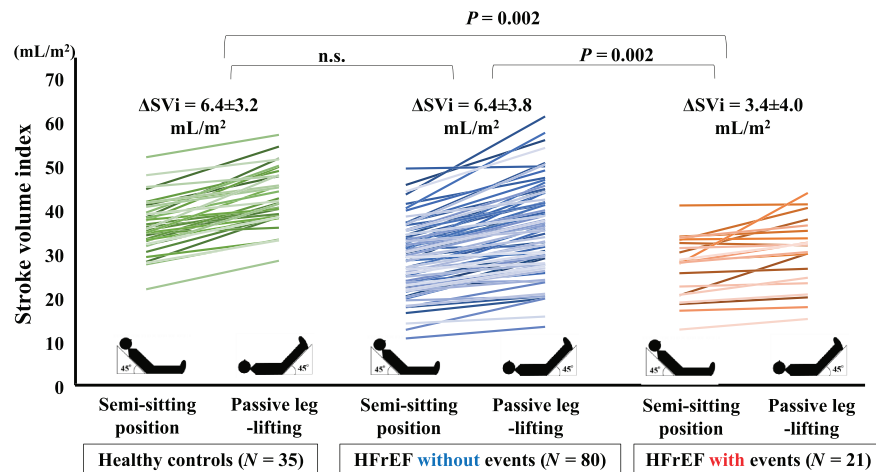 P = 0.002
(mL/m²)
n.s.
P = 0.002
70
60
50
40
30
20
10
0
Stroke volume index
ΔSVi = 6.4±3.2
mL/m²
ΔSVi = 6.4±3.8
mL/m²
ΔSVi = 3.4±4.0
mL/m²
45°
45°
45°
45°
45°
45°
Semi-sitting
position
Passive leg
-lifting
Semi-sitting
position
Passive leg
-lifting
Semi-sitting
position
Passive leg
-lifting
Healthy controls (N = 35)
HFrEF without events (N = 80)
HFrEF with events (N = 21)